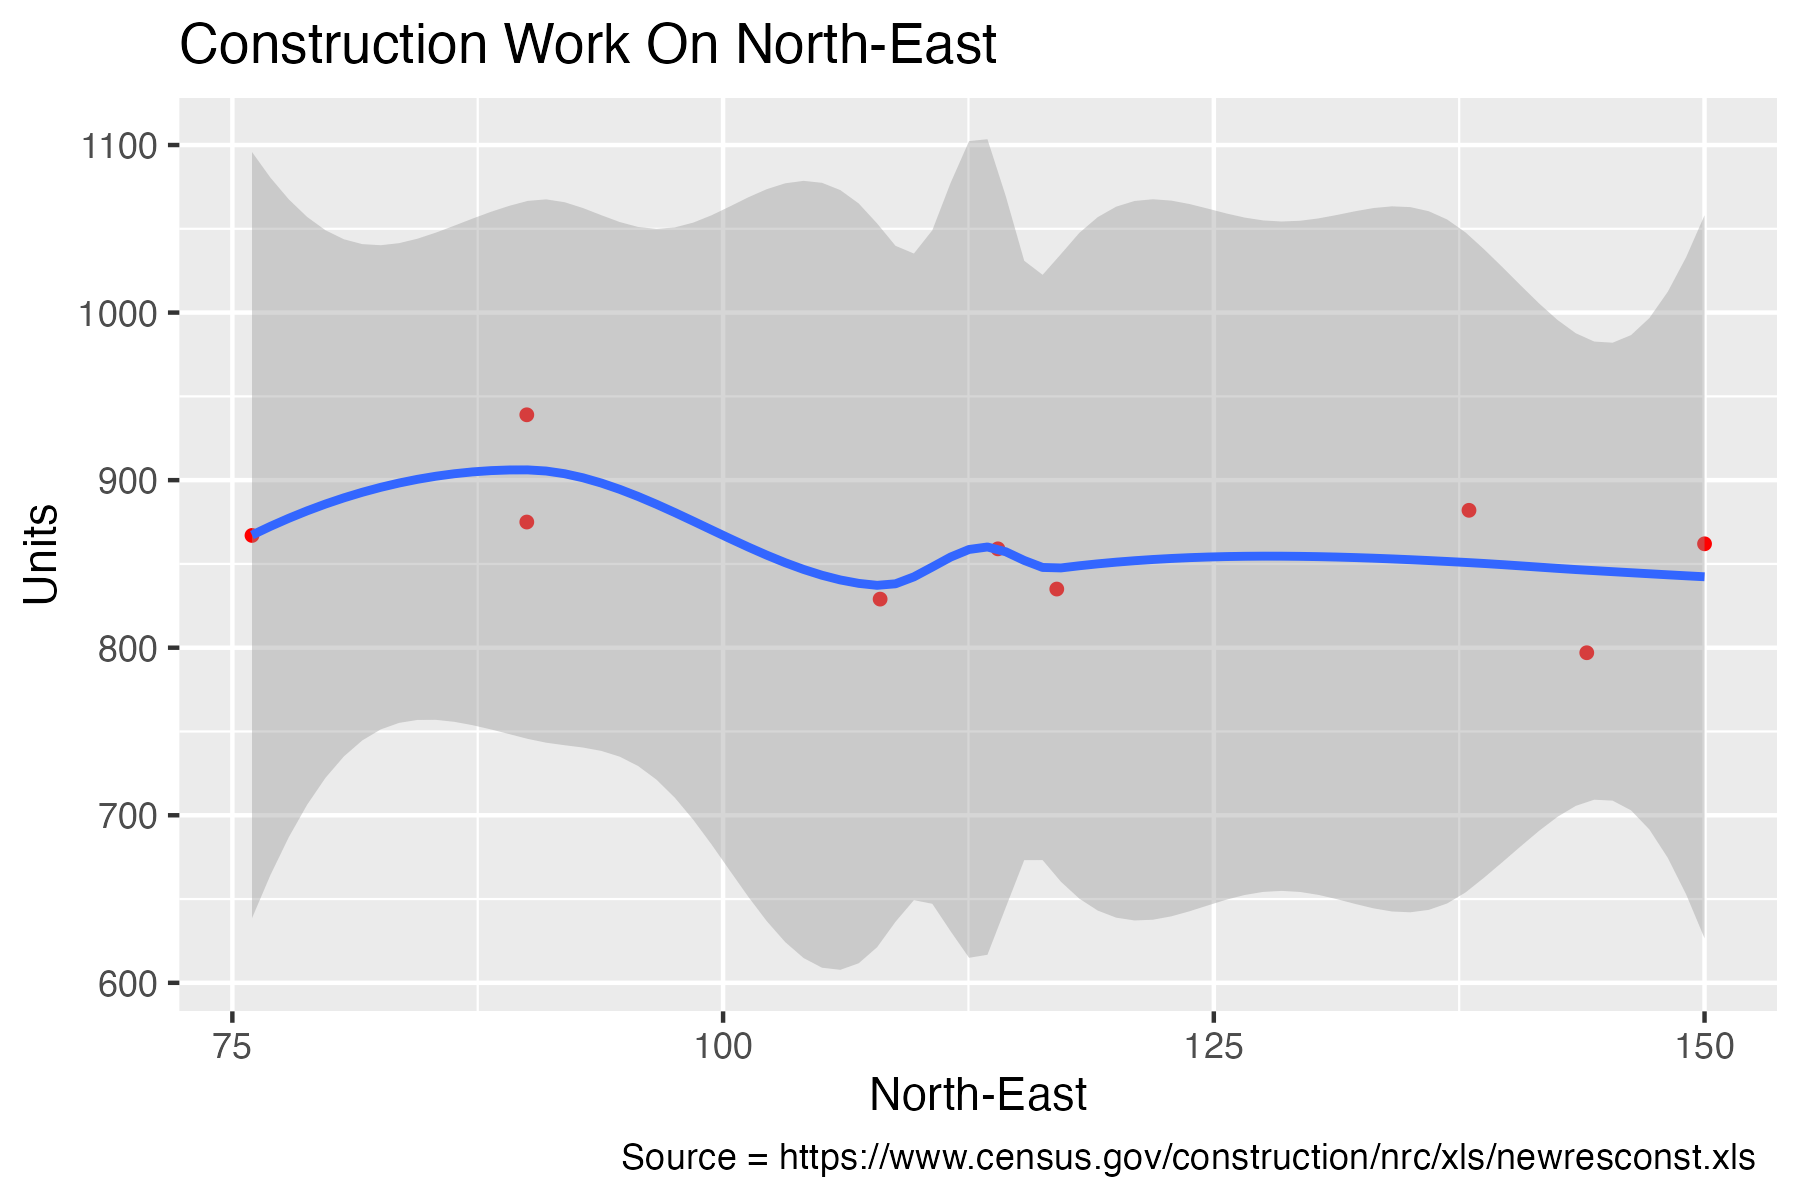 Construction Work On North-East
1100
1000
900
800
700
600
Units
75 100 125 150
North-East
Source = https://www.census.gov/construction/nrc/xls/newresconst.xls